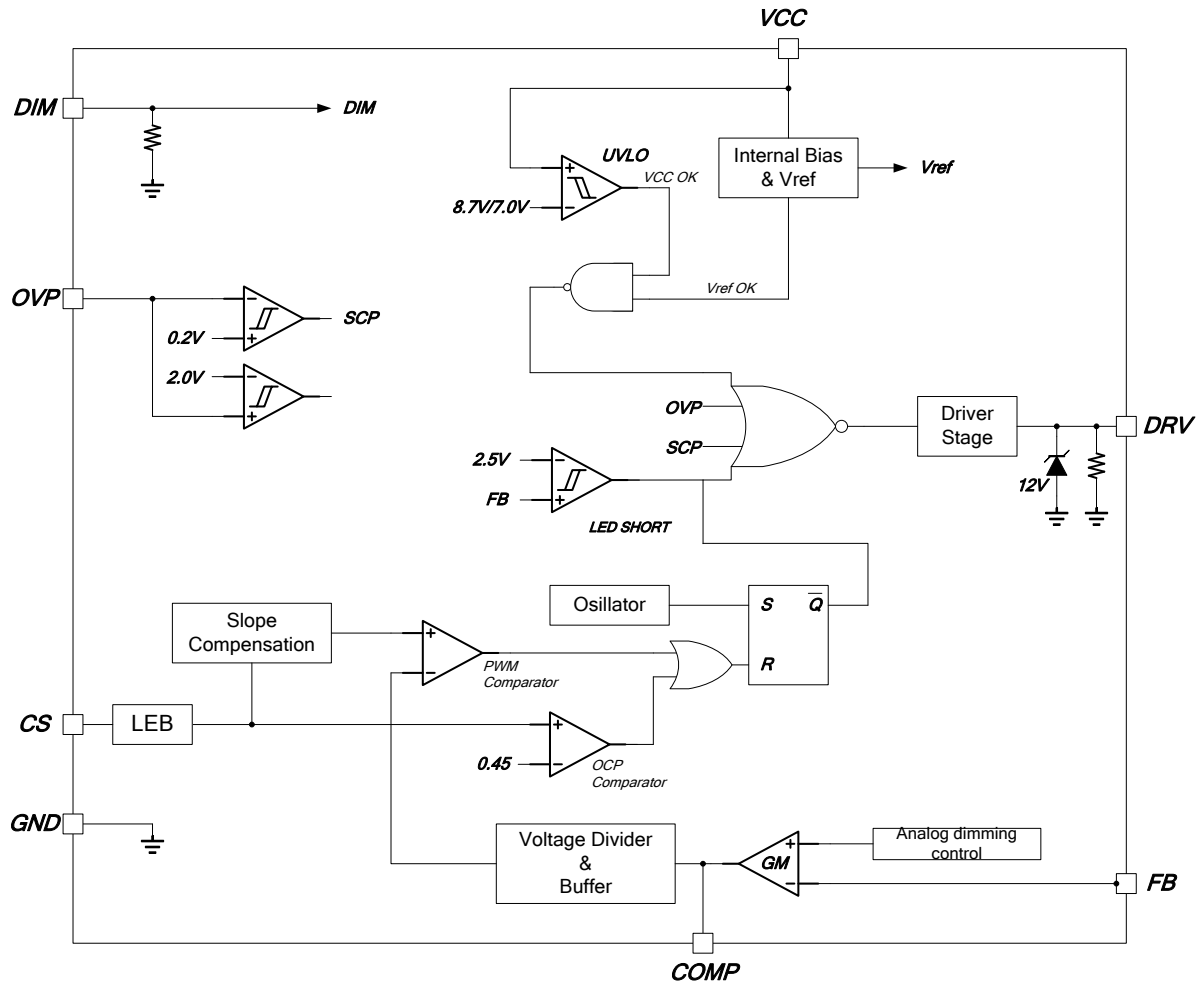 VCC
DIM
DIM
UVLO
VCC OK
8.7V/7.0V
+
−
Internal Bias
& Vref
Vref
Vref OK
OVP
−
+
0.2V
SCP
2.0V
−
+
OVP
SCP
Driver
Stage
DRV
12V
2.5V
FB
−
+
LED SHORT
Osillator
S
Q
R
Slope
Compensation
+
−
PWM
Comparator
CS
LEB
+
−
0.45
OCP
Comparator
GND
Voltage Divider
&
Buffer
GM
+
−
Analog dimming
control
FB
COMP